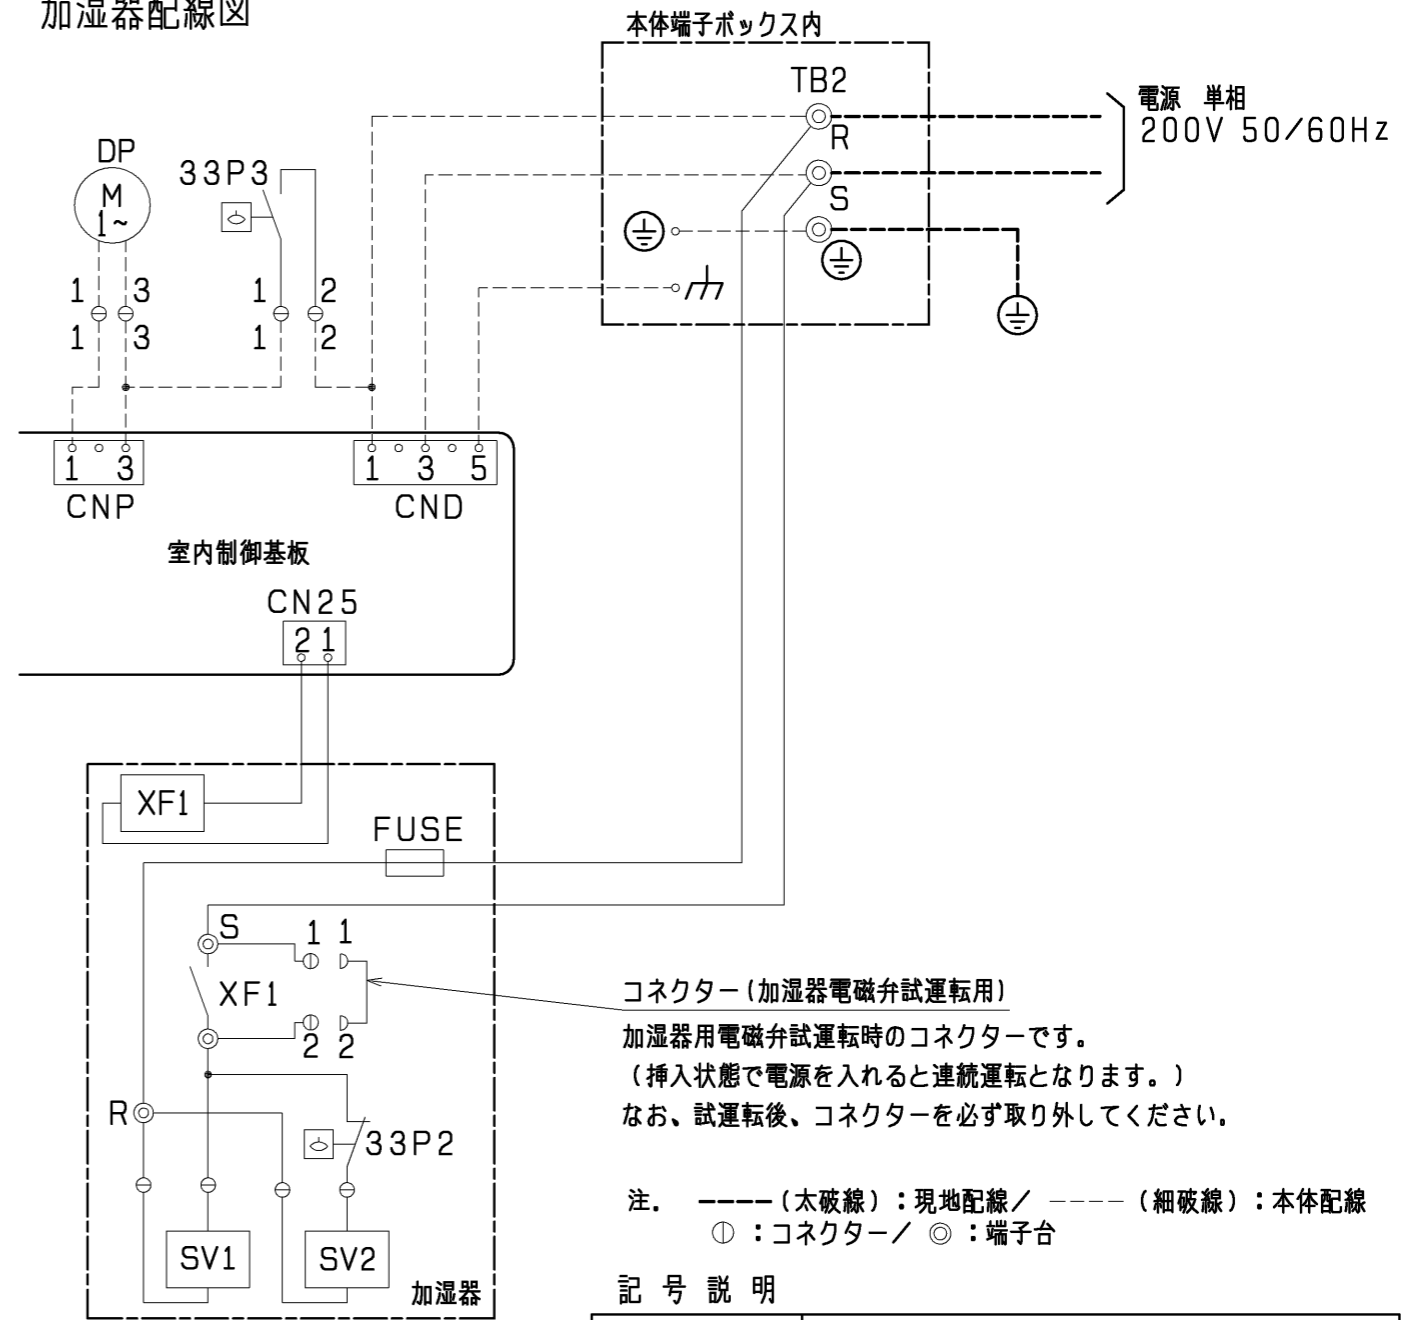 加湿器配線図
本体端子ボックス内
TB2
R
S
電源 単相
200V 50/60Hz
DP
M
1~
33P3
1 3 1 2
1 3 1 2
1 3
CNP
1 3 5
CND
室内制御基板
CN25
2 1
XF1
FUSE
S
1 1
XF1
2 2
R
33P2
SV1
SV2
加湿器
コネクター(加湿器電磁弁試運転用)
加湿器用電磁弁試運転時のコネクターです。
(挿入状態で電源を入れると連続運転となります。)
なお、試運転後、コネクターを必ず取り外してください。
注. ----(太破線):現地配線/ ----(細破線):本体配線
:コネクター/ ◎:端子台
記号説明